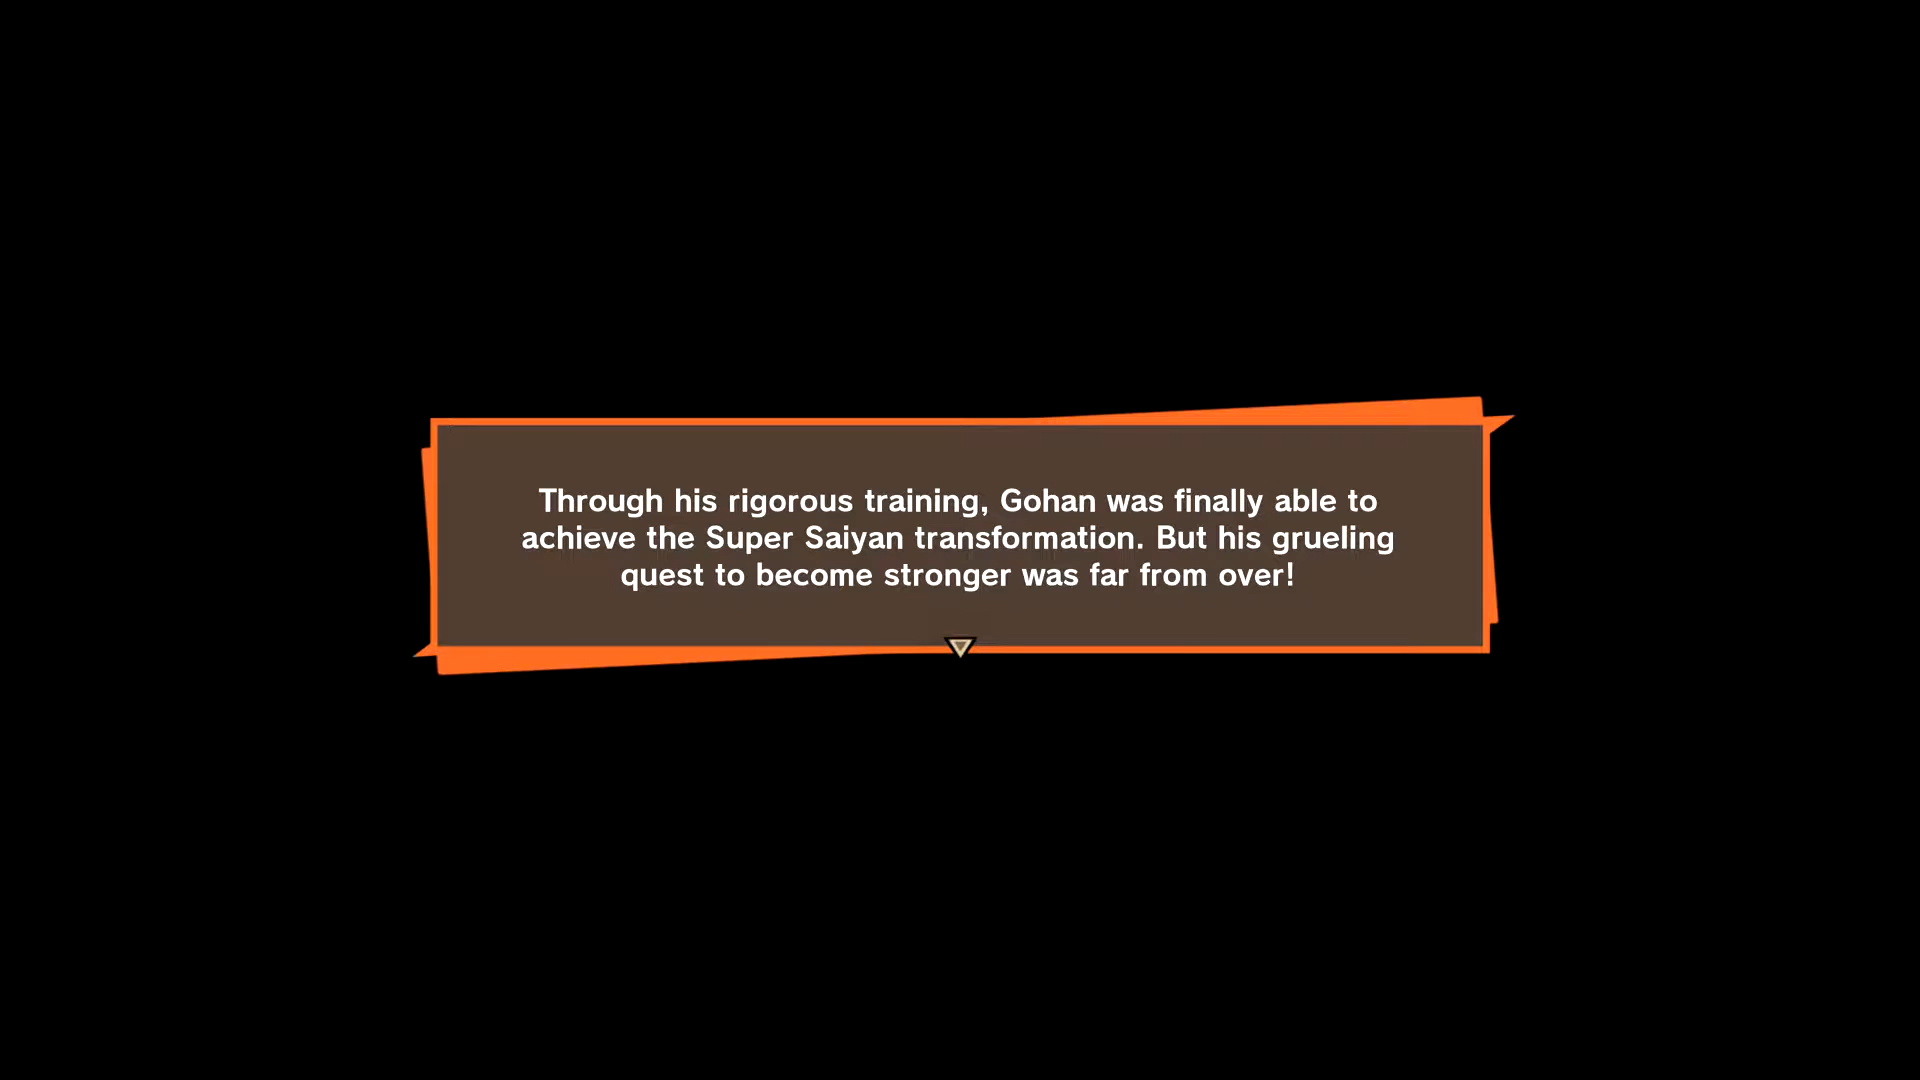 Through his rigorous training, Gohan was finally able to
achieve the Super Saiyan transformation. But his grueling
quest to become stronger was far from over!